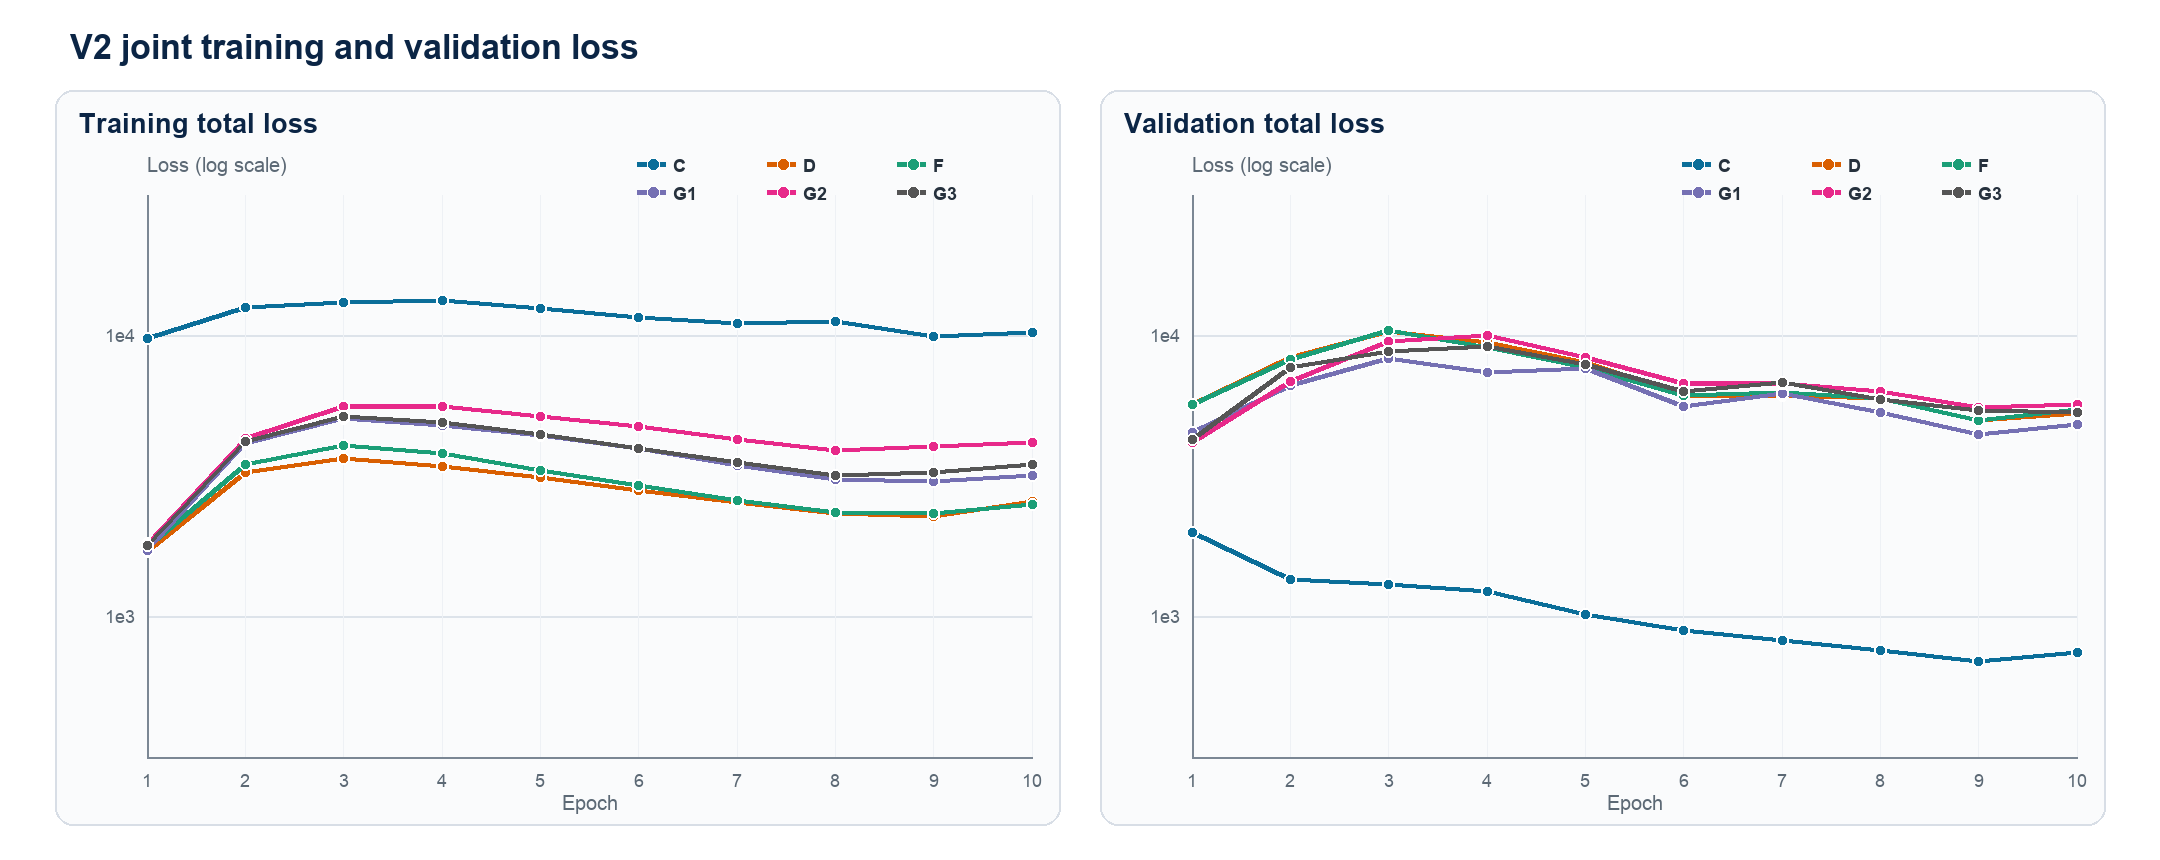 V2 joint training and validation loss
Training total loss
Loss (log scale)
C D F
G1 G2 G3
1e4
1e3
1 2 3 4 5 6 7 8 9 10
Epoch
Validation total loss
Loss (log scale)
C D F
G1 G2 G3
1e4
1e3
1 2 3 4 5 6 7 8 9 10
Epoch